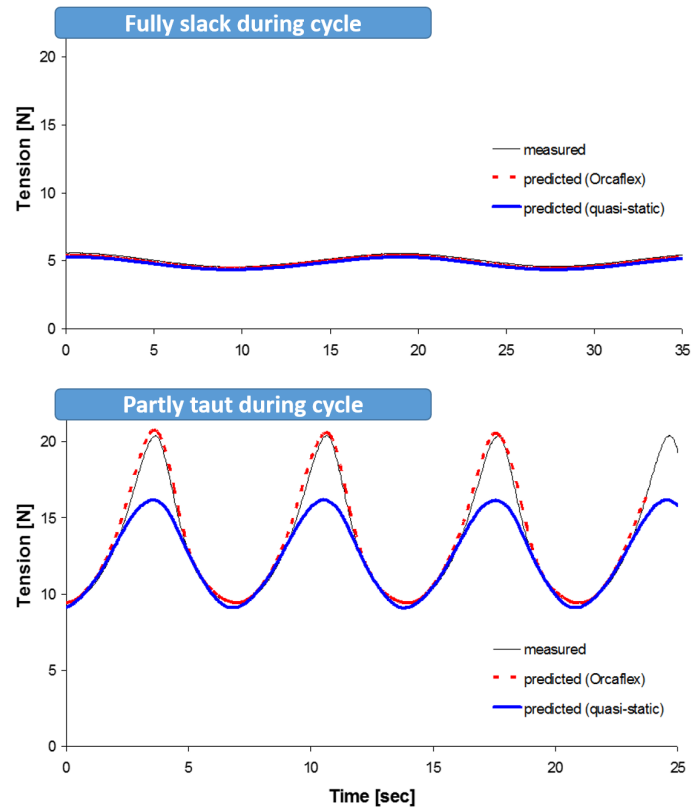 Fully slack during cycle
Tension [N]
20
15
10
5
0
measured
predicted (Orcaflex)
predicted (quasi-static)
0 5 10 15 20 25 30 35
Partly taut during cycle
Tension [N]
20
15
10
5
0
measured
predicted (Orcaflex)
predicted (quasi-static)
0 5 10 15 20 25
Time [sec]